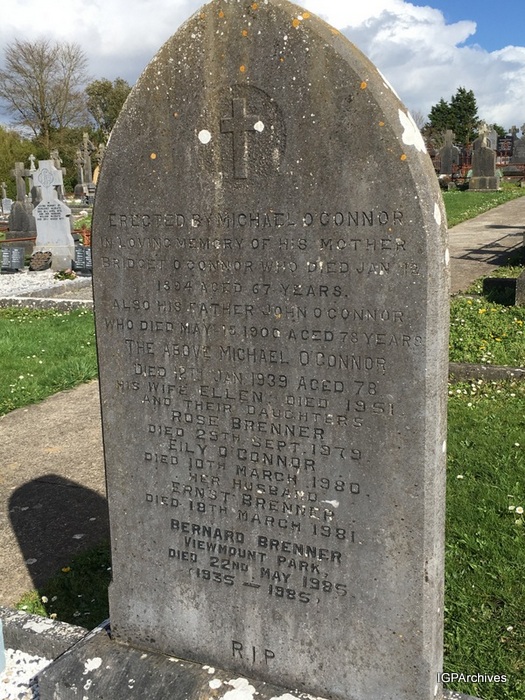 ERECTED BY MICHAEL O'CONNOR
IN LOVING MEMORY OF HIS MOTHER
BRIDGET O'CONNOR WHO DIED JAN 12
1894 AGED 67 YEARS.
ALSO HIS FATHER JOHN O'CONNOR
WHO DIED MAY 1900 AGED 78 YEARS
THE ABOVE MICHAEL O'CONNOR
DIED 12TH JAN 1939 AGED 78
HIS WIFE ELLEN DIED 1951
AND THEIR DAUGHTERS
ROSE BRENNER
DIED 29TH SEPT. 1979
EILY O'CONNOR
DIED 10TH MARCH 1980.
HER HUSBAND
ERNST BRENNER
DIED 18TH MARCH 1981.
BERNARD BRENNER
VIEWMOUNT PARK,
DIED 22ND MAY 1985
(1935 - 1985)
RIP
IGPArchives